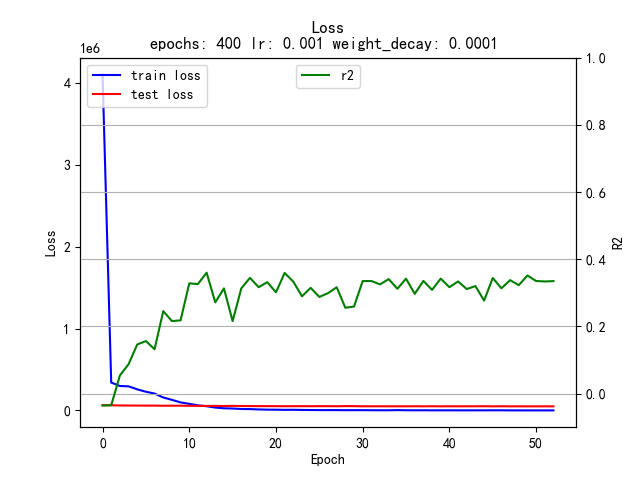 Loss
epochs: 400 lr: 0.001 weight_decay: 0.0001
1e6
train loss
test loss
r2
4
3
2
1
0
Loss
1.0
0.8
0.6
0.4
0.2
0.0
R2
0 10 20 30 40 50
Epoch